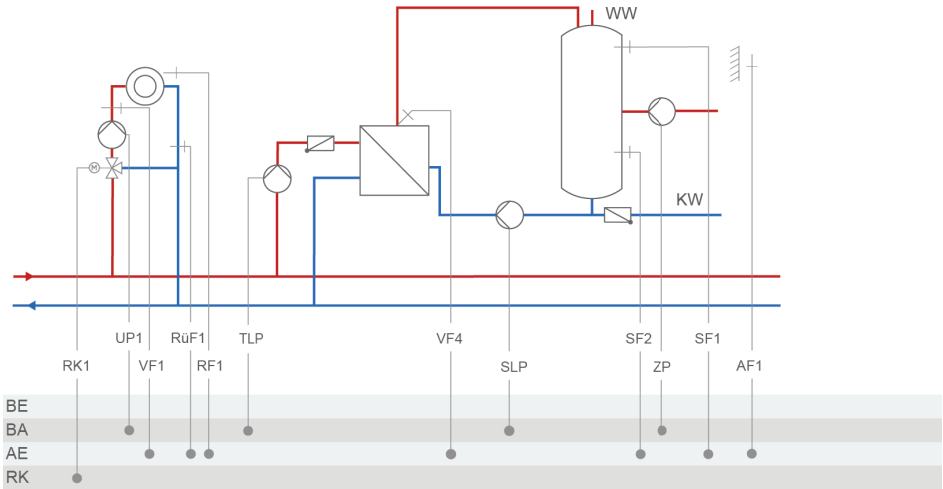 WW
M
KW
UP1 RüF1 TLP VF4 SF2 SF1
RK1 VF1 RF1 SLP ZP AF1
BE
BA
AE
RK